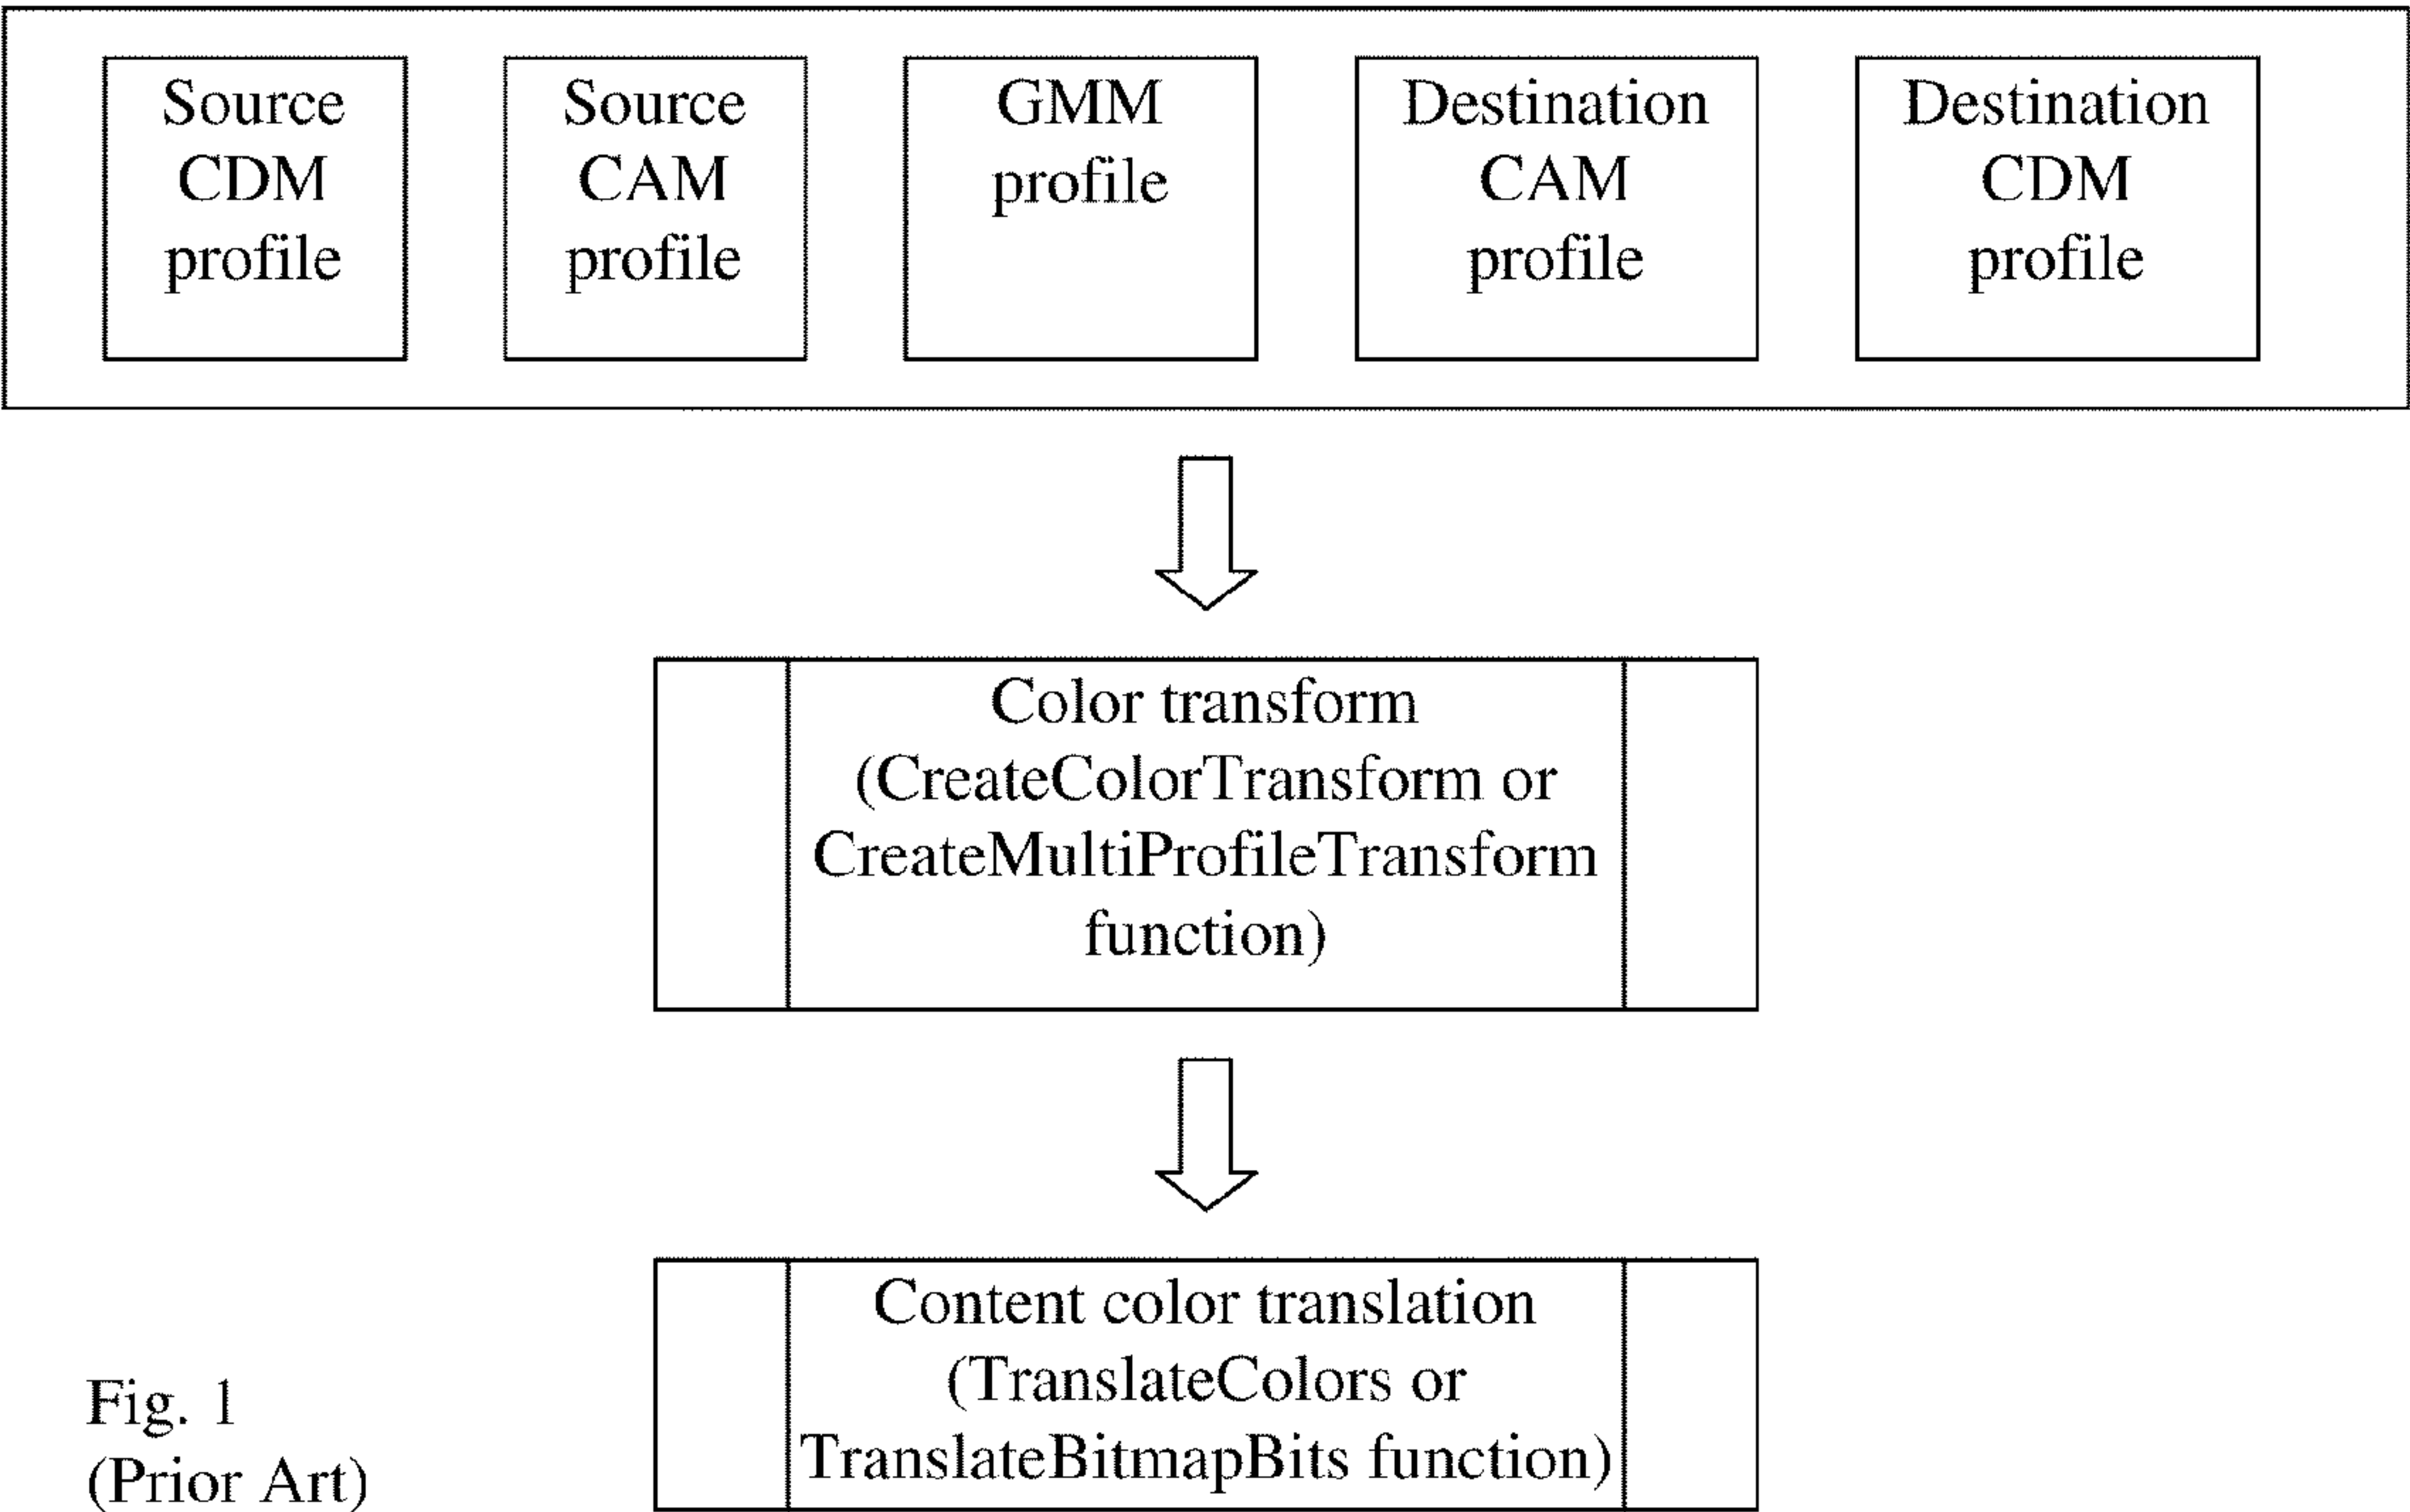 Source
CDM
profile
Source
CAM
profile
GMM
profile
Destination
CAM
profile
Destination
CDM
profile
Color transform
(CreateColorTransform or
CreateMultiProfileTransform
function)
Content color translation
(TranslateColors or
TranslateBitmapBits function)
Fig. 1
(Prior Art)